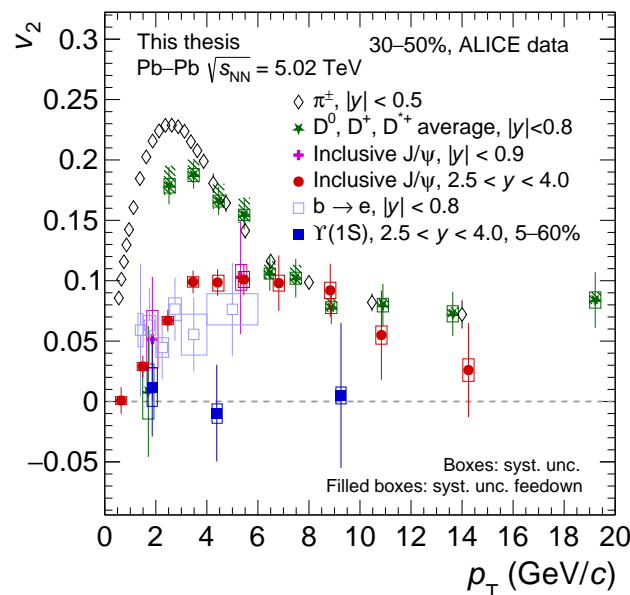 v₂
0.3
0.25
0.2
0.15
0.1
0.05
0
−0.05
This thesis
30–50%, ALICE data
Pb–Pb √sNN = 5.02 TeV
π±, |y| < 0.5
D⁰, D⁺, D*⁺ average, |y|<0.8
Inclusive J/ψ, |y| < 0.9
Inclusive J/ψ, 2.5 < y < 4.0
b → e, |y| < 0.8
ϒ(1S), 2.5 < y < 4.0, 5–60%
Boxes: syst. unc.
Filled boxes: syst. unc. feedown
0 2 4 6 8 10 12 14 16 18 20
pT (GeV/c)